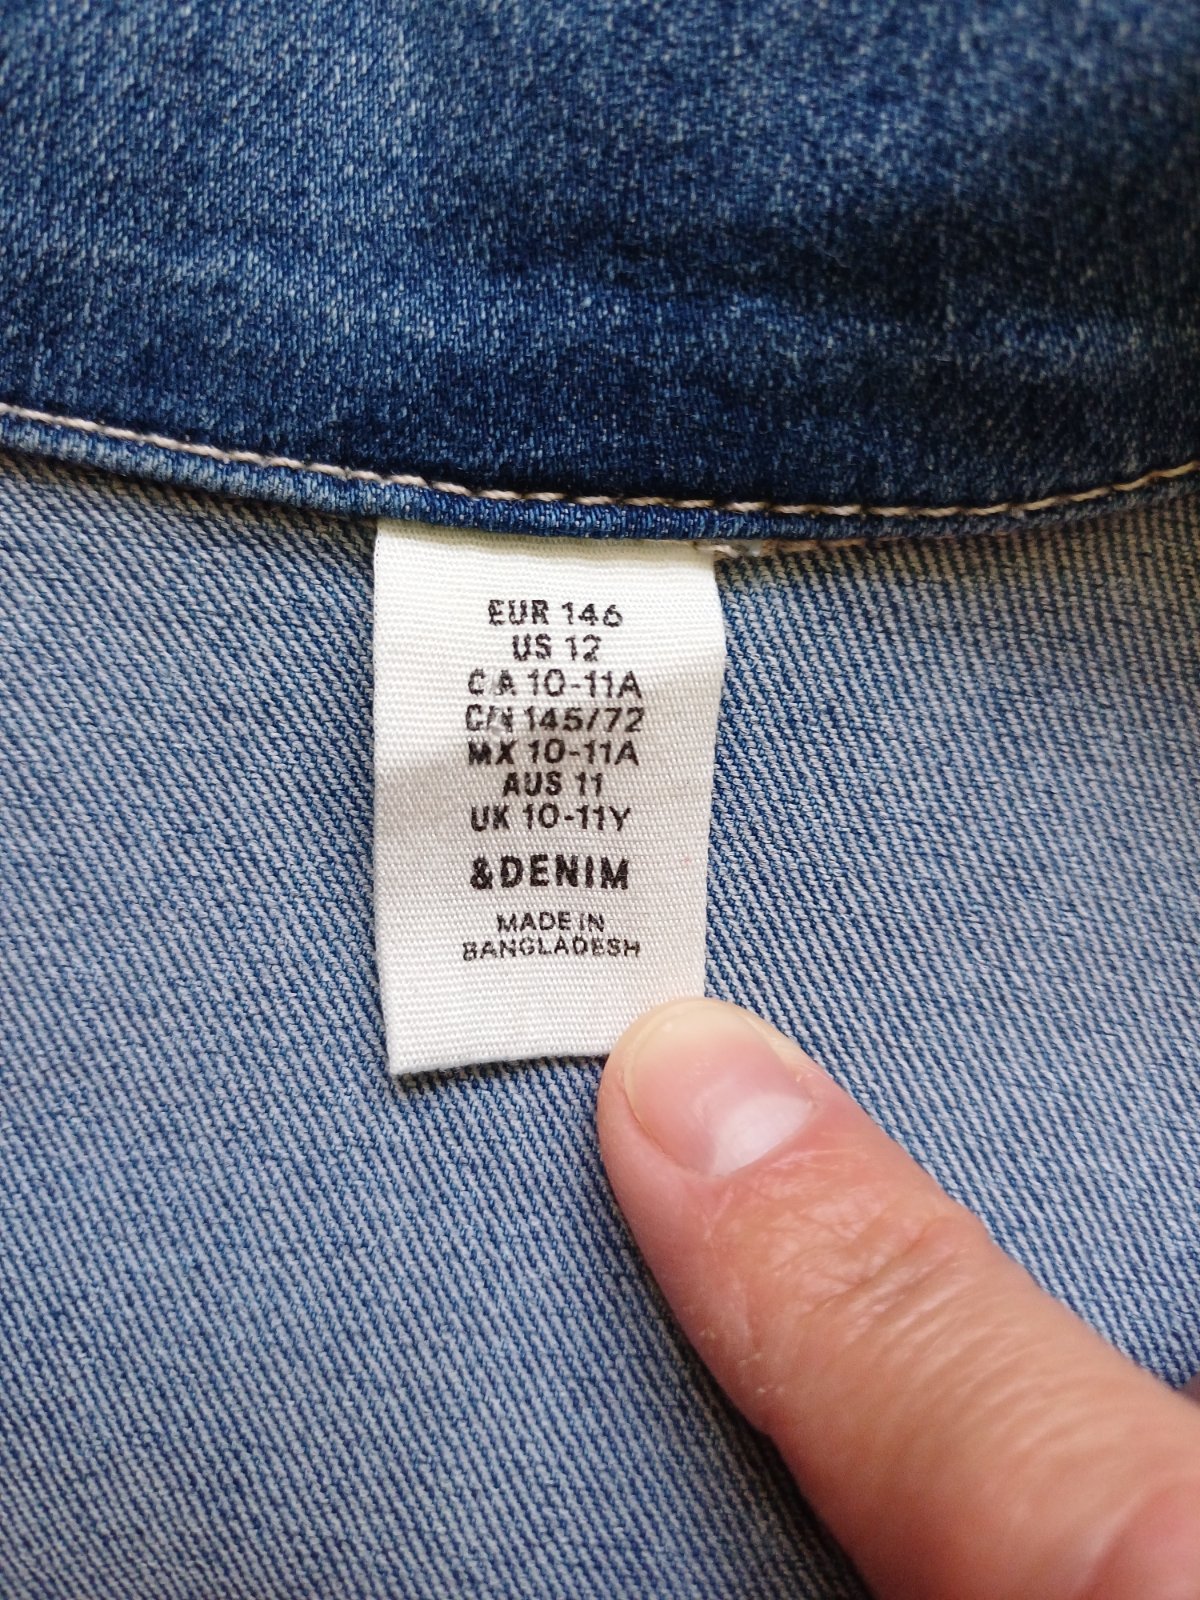 EUR 146
US 12
CA 10-11A
C/N 145/72
MX 10-11A
AUS 11
UK 10-11Y
&DENIM
MADE IN
BANGLADESH